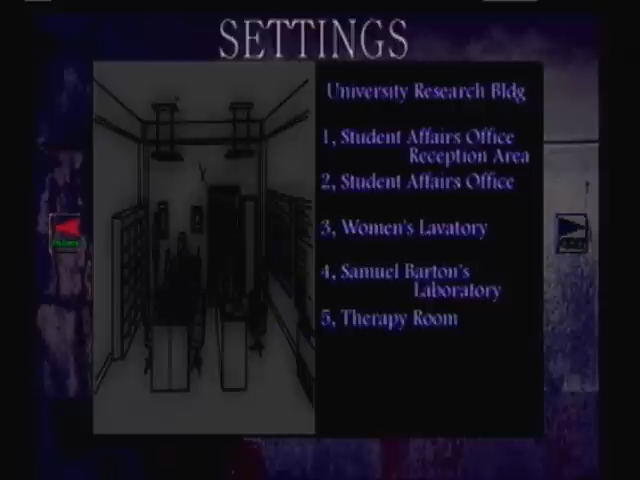 SETTINGS
University Research Bldg
1, Student Affairs Office
Reception Area
2, Student Affairs Office
3, Women's Lavatory
4, Samuel Barton's
Laboratory
5, Therapy Room